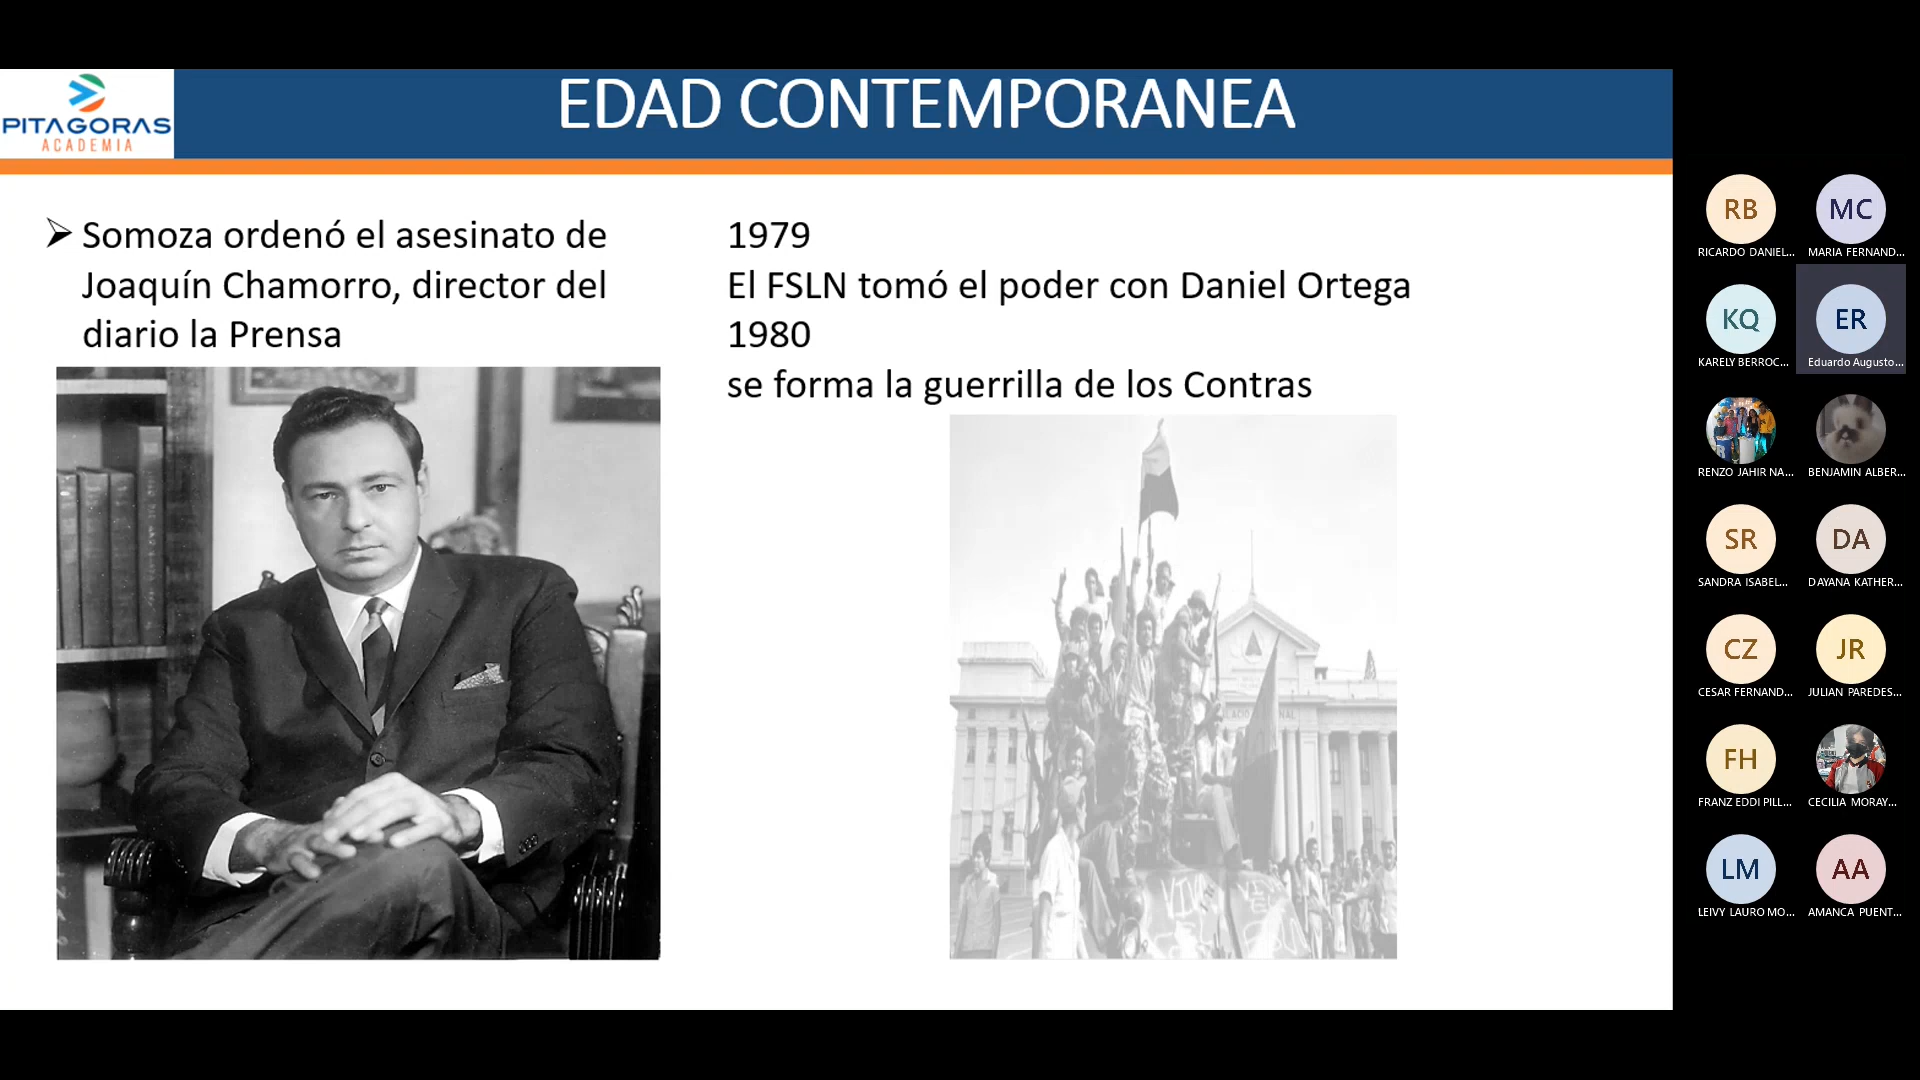 PITAGORAS
ACADEMIA
EDAD CONTEMPORANEA
Somoza ordenó el asesinato de
Joaquín Chamorro, director del
diario la Prensa
1979
El FSLN tomó el poder con Daniel Ortega
1980
se forma la guerrilla de los Contras
RB
MC
RICARDO DANIEL...
MARIA FERNAND...
KQ
ER
KARELY BERROC...
Eduardo Augusto...
RENZO JAHIR NA...
BENJAMIN ALBER...
SR
DA
SANDRA ISABEL...
DAYANA KATHER...
CZ
JR
CESAR FERNAND...
JULIAN PAREDES...
FH
FRANZ EDDI PILL...
CECILIA MORAY...
LM
AA
LEIVY LAURO MO...
AMANCA PUENT...